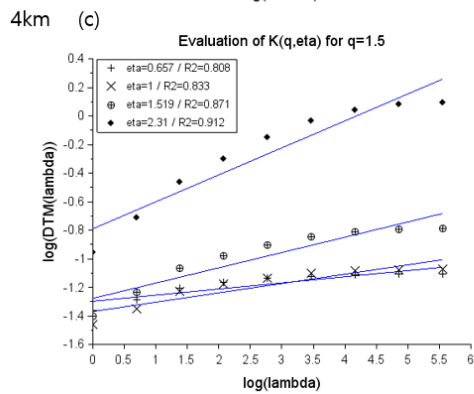 4km (c)
Evaluation of K(q,eta) for q=1.5
eta=0.657 / R2=0.808
eta=1 / R2=0.833
eta=1.519 / R2=0.871
eta=2.31 / R2=0.912
log(DTM(lambda))
0.4
0.2
0
-0.2
-0.4
-0.6
-0.8
-1
-1.2
-1.4
-1.6
0 0.5 1 1.5 2 2.5 3 3.5 4 4.5 5 5.5 6
log(lambda)